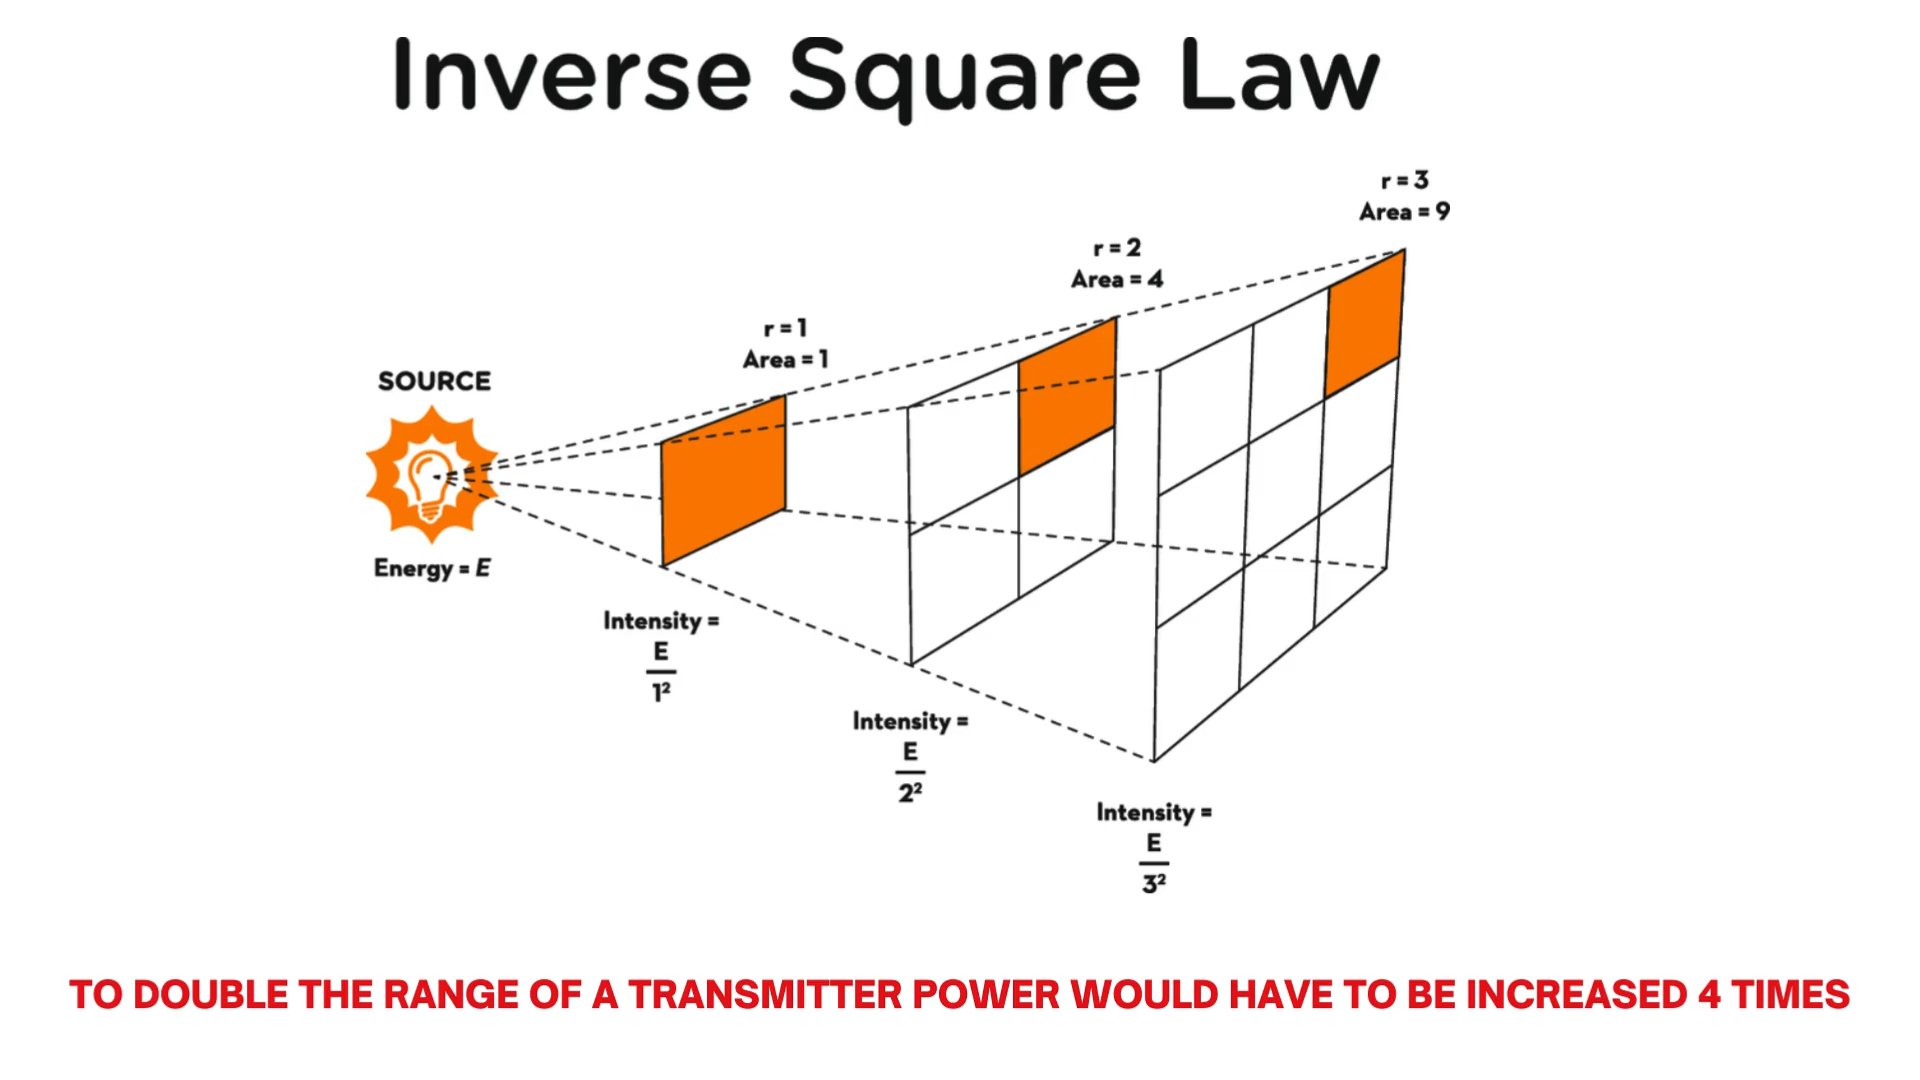 Inverse Square Law
r = 3
Area = 9
r = 2
Area = 4
r = 1
Area = 1
SOURCE
Energy = E
Intensity =
E
1²
Intensity =
E
2²
Intensity =
E
3²
TO DOUBLE THE RANGE OF A TRANSMITTER POWER WOULD HAVE TO BE INCREASED 4 TIMES